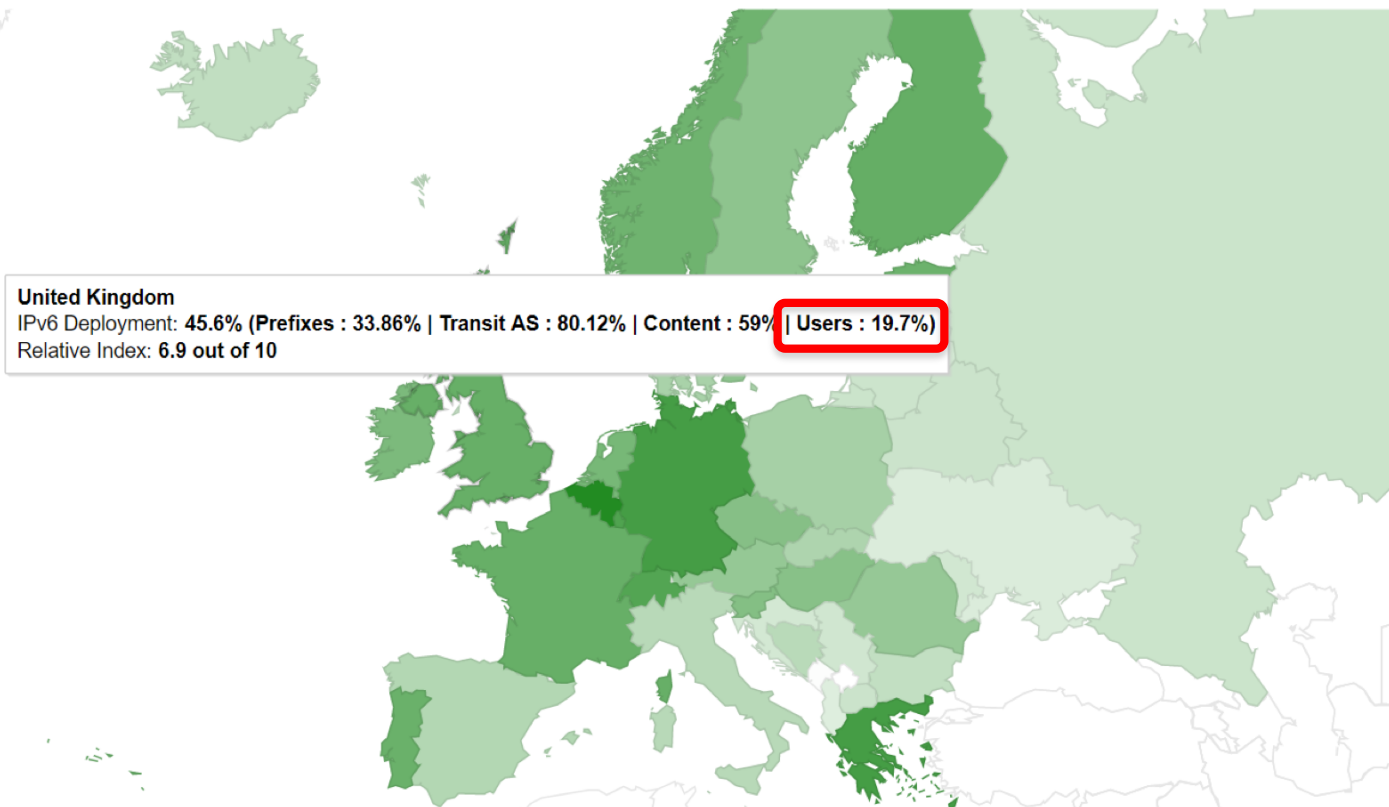 United Kingdom
IPv6 Deployment: 45.6% (Prefixes : 33.86% | Transit AS : 80.12% | Content : 59% | Users : 19.7%)
Relative Index: 6.9 out of 10